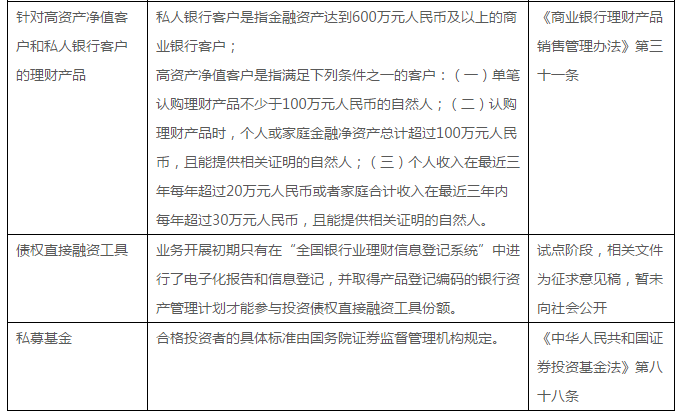 针对高资产净值客
户和私人银行客户
的理财产品
私人银行客户是指金融资产达到600万元人民币及以上的商
业银行客户；
高资产净值客户是指满足下列条件之一的客户：（一）单笔
认购理财产品不少于100万元人民币的自然人；（二）认购
理财产品时，个人或家庭金融净资产总计超过100万元人民
币，且能提供相关证明的自然人；（三）个人收入在最近三
年每年超过20万元人民币或者家庭合计收入在最近三年内
每年超过30万元人民币，且能提供相关证明的自然人。
《商业银行理财产品
销售管理办法》第三
十一条
债权直接融资工具
业务开展初期只有在“全国银行业理财信息登记系统”中进
行了电子化报告和信息登记，并取得产品登记编码的银行资
产管理计划才能参与投资债权直接融资工具份额。
试点阶段，相关文件
为征求意见稿，暂未
向社会公开
私募基金
合格投资者的具体标准由国务院证券监督管理机构规定。
《中华人民共和国证
券投资基金法》第八
十八条